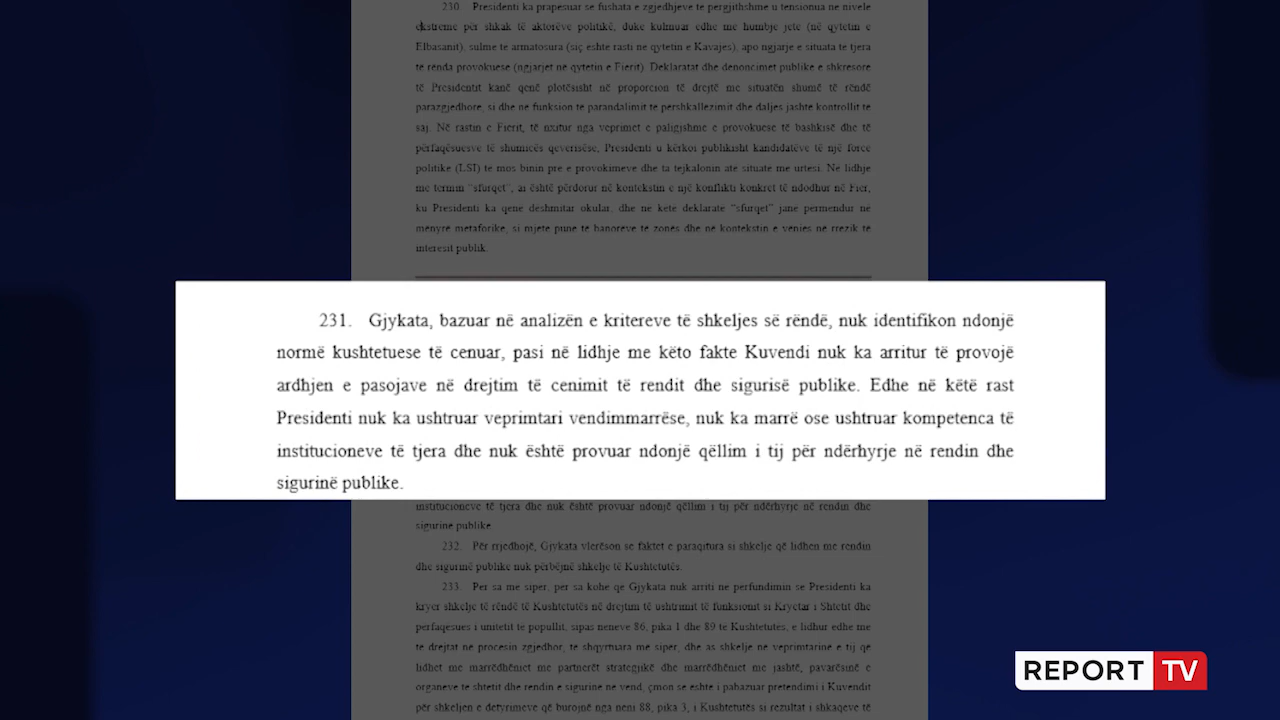 230. Presidenti ka prapësuar se fushata e zgjedhjeve të përgjithshme u tensionua në nivele
ekstreme për shkak të aktorëve politikë, duke kulmuar edhe me humbje jete (në qytetin e
Elbasanit), sulme të armatosura (siç është rasti në qytetin e Kavajës), apo ngjarje e situata të tjera
të rënda provokuese (ngjarjet në qytetin e Fierit). Deklaratat dhe denoncimet publike e shkresore
të Presidentit kanë qenë plotësisht në proporcion të drejtë me situatën shumë të rëndë
parazgjedhore, si dhe në funksion të parandalimit të përshkallëzimit dhe daljes jashtë kontrollit të
saj. Në rastin e Fierit, të nxitur nga veprimet e paligjshme e provokuese të bashkisë dhe të
përfaqësuesve të shumicës qeverisëse, Presidenti u kërkoi publikisht kandidatëve të një force
politike (LSI) të mos binin pre e provokimeve dhe ta tejkalonin atë situatë me urtësi. Në lidhje
me termin “sfurqet”, ai është përdorur në kontekstin e një konflikti konkret të ndodhur në Fier,
ku Presidenti ka qenë dëshmitar okular, dhe në këtë deklaratë “sfurqet” janë përmendur në
mënyrë metaforike, si mjete pune të banorëve të zonës dhe në kontekstin e vënies në rrezik të
interesit publik.
231. Gjykata, bazuar në analizën e kritereve të shkeljes së rëndë, nuk identifikon ndonjë
normë kushtetuese të cenuar, pasi në lidhje me këto fakte Kuvendi nuk ka arritur të provojë
ardhjen e pasojave në drejtim të cenimit të rendit dhe sigurisë publike. Edhe në këtë rast
Presidenti nuk ka ushtruar veprimtari vendimmarrëse, nuk ka marrë ose ushtruar kompetenca të
institucioneve të tjera dhe nuk është provuar ndonjë qëllim i tij për ndërhyrje në rendin dhe
sigurinë publike.
institucioneve të tjera dhe nuk është provuar ndonjë qëllim i tij për ndërhyrje në rendin dhe
sigurinë publike.
232. Për rrjedhojë, Gjykata vlerëson se faktet e paraqitura si shkelje që lidhen me rendin
dhe sigurinë publike nuk përbëjnë shkelje të Kushtetutës.
233. Për sa më sipër, për sa kohë që Gjykata nuk arriti në përfundimin se Presidenti ka
kryer shkelje të rëndë të Kushtetutës në drejtim të ushtrimit të funksionit si Kryetar i Shtetit dhe
përfaqësues i unitetit të popullit, sipas neneve 86, pika 1 dhe 89 të Kushtetutës, e lidhur edhe me
të drejtat në procesin zgjedhor, të shqyrtuara më sipër, dhe as shkelje në veprimtarinë e tij që
lidhet me marrëdhëniet me partnerët strategjikë dhe marrëdhëniet me jashtë, pavarësinë e
organeve të shtetit dhe rendin e sigurinë në vend, çmon se është i pabazuar pretendimi i Kuvendit
për shkeljen e detyrimeve që burojnë nga neni 88, pika 3, i Kushtetutës si rezultat i shkaqeve të
REPORT TV